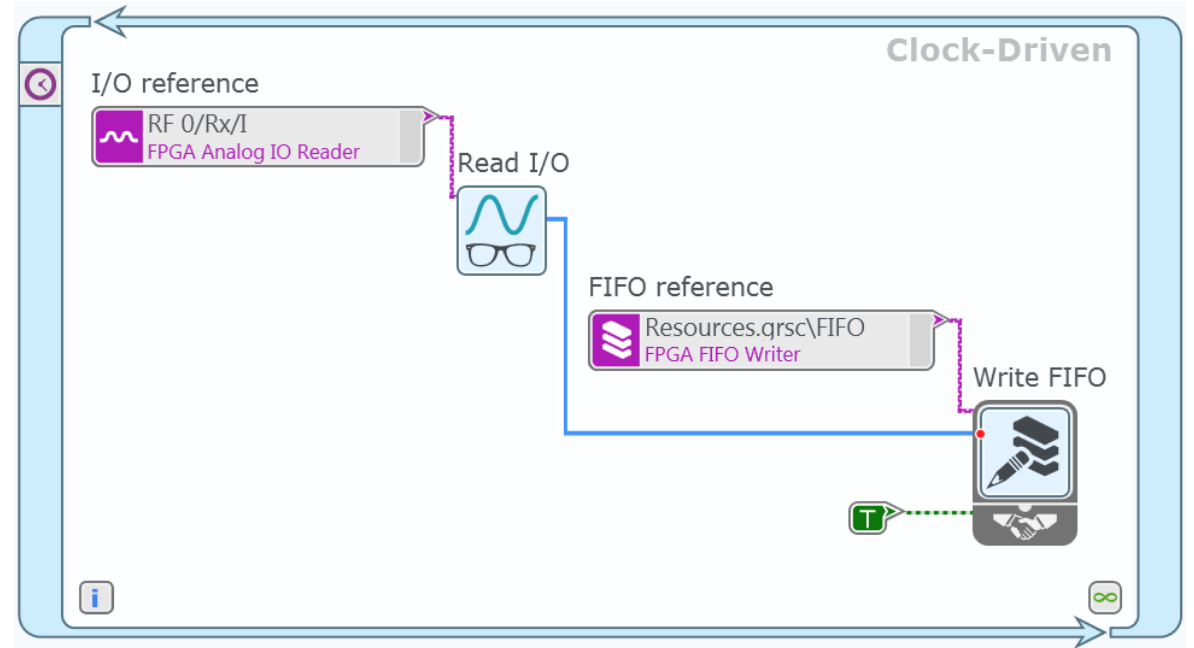 Clock-Driven
I/O reference
RF 0/Rx/I
FPGA Analog IO Reader
Read I/O
FIFO reference
Resources.grsc\FIFO
FPGA FIFO Writer
Write FIFO
T
i